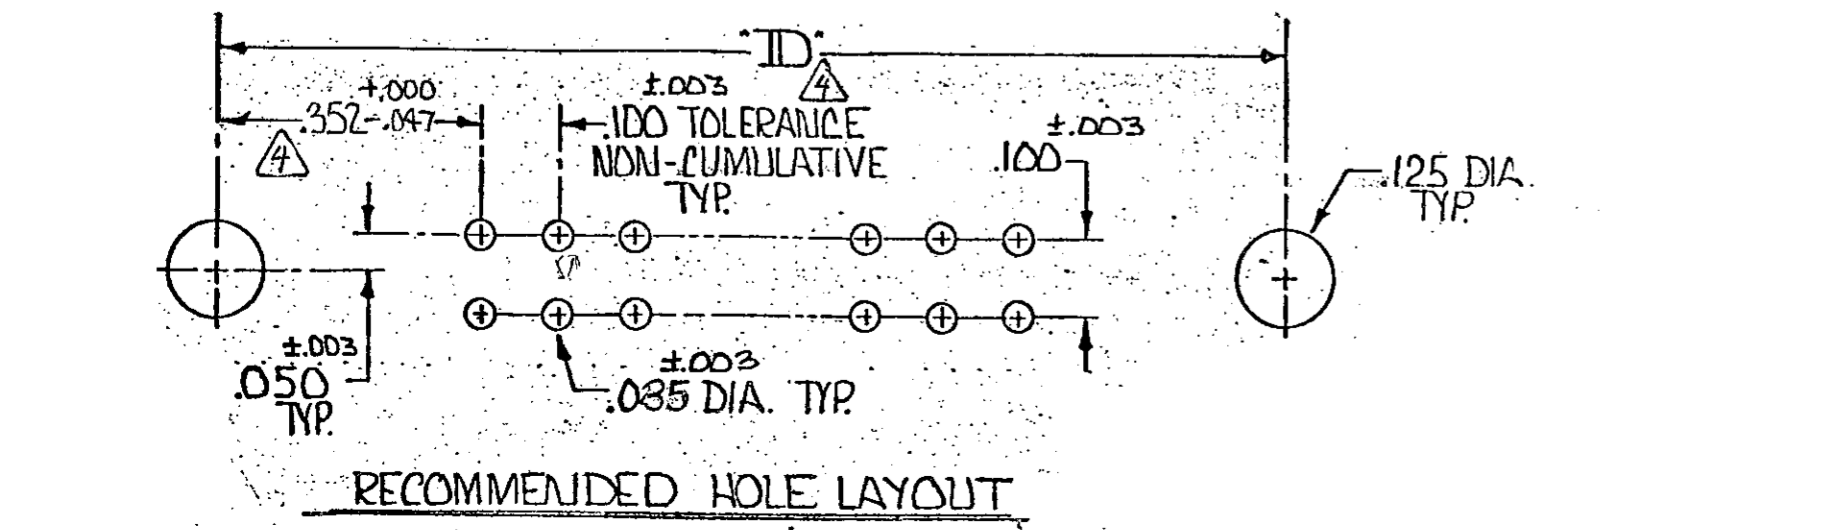 "D"
4
+.000
.352-.047
4
±.003
.100 TOLERANCE
NON-CUMULATIVE
TYP.
±.003
.100
.125 DIA.
TYP.
±.003
.050
TYP.
±.003
.035 DIA. TYP.
RECOMMENDED HOLE LAYOUT